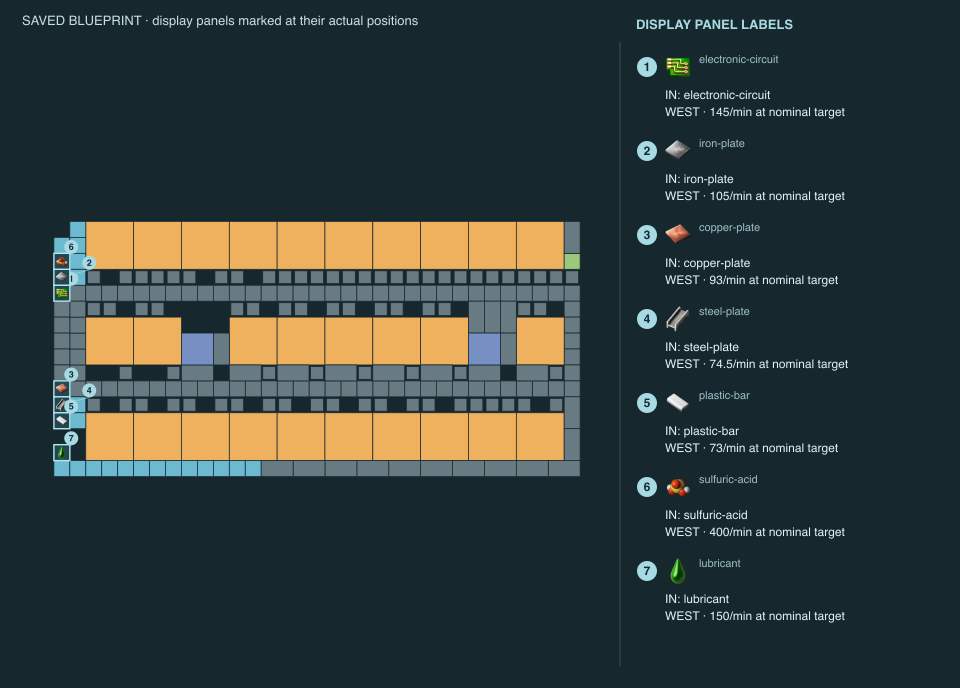 SAVED BLUEPRINT · display panels marked at their actual positions
6
2
1
3
4
5
7
DISPLAY PANEL LABELS
1
electronic-circuit
IN: electronic-circuit
WEST · 145/min at nominal target
2
iron-plate
IN: iron-plate
WEST · 105/min at nominal target
3
copper-plate
IN: copper-plate
WEST · 93/min at nominal target
4
steel-plate
IN: steel-plate
WEST · 74.5/min at nominal target
5
plastic-bar
IN: plastic-bar
WEST · 73/min at nominal target
6
sulfuric-acid
IN: sulfuric-acid
WEST · 400/min at nominal target
7
lubricant
IN: lubricant
WEST · 150/min at nominal target